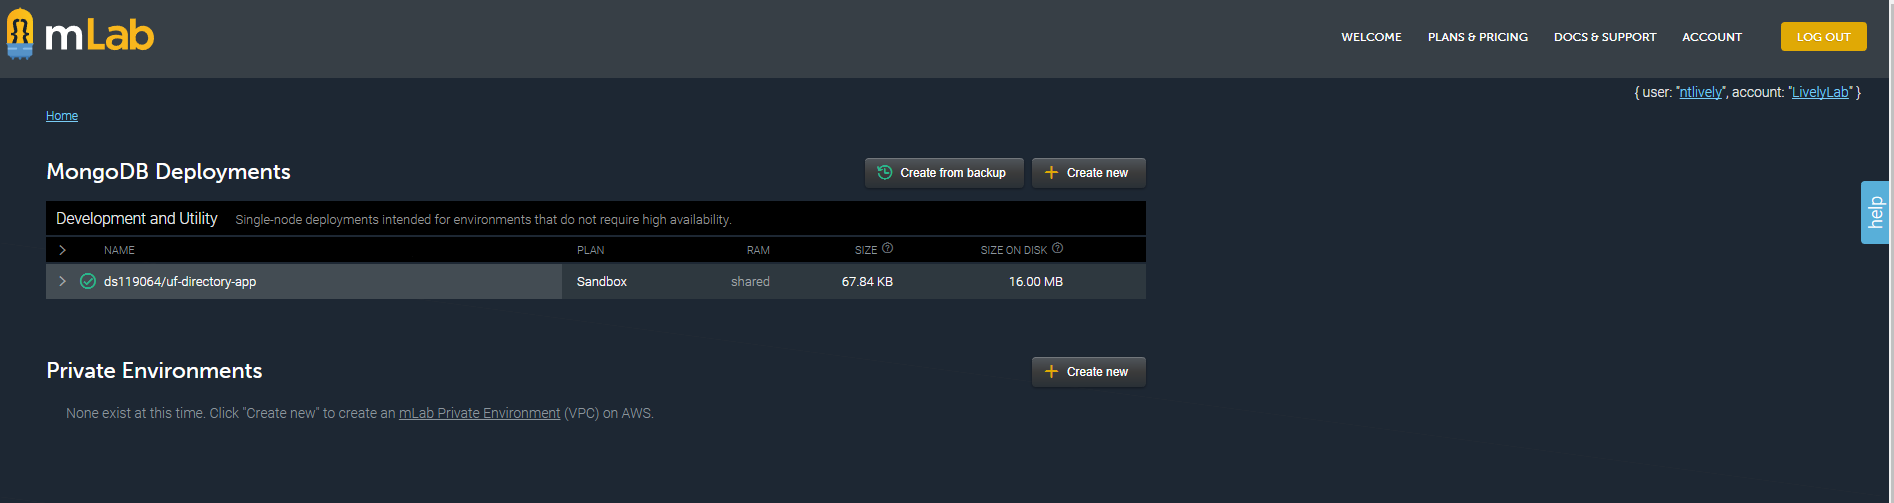 mLab
WELCOME PLANS & PRICING DOCS & SUPPORT ACCOUNT LOG OUT
{ user: "ntlively", account: "LivelyLab" }
Home
MongoDB Deployments Create from backup Create new
help
Development and Utility Single-node deployments intended for environments that do not require high availability.
NAME PLAN RAM SIZE SIZE ON DISK
ds119064/uf-directory-app Sandbox shared 67.84 KB 16.00 MB
Private Environments Create new
None exist at this time. Click "Create new" to create an mLab Private Environment (VPC) on AWS.